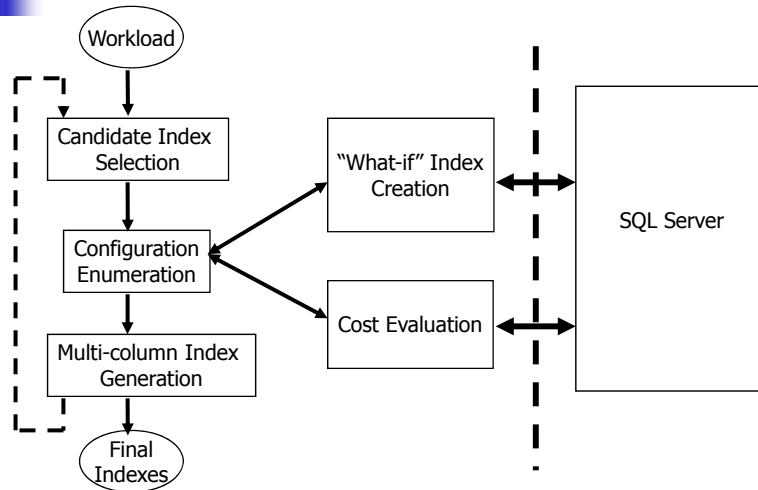 Workload
Candidate Index
Selection
"What-if" Index
Creation
SQL Server
Configuration
Enumeration
Cost Evaluation
Multi-column Index
Generation
Final
Indexes